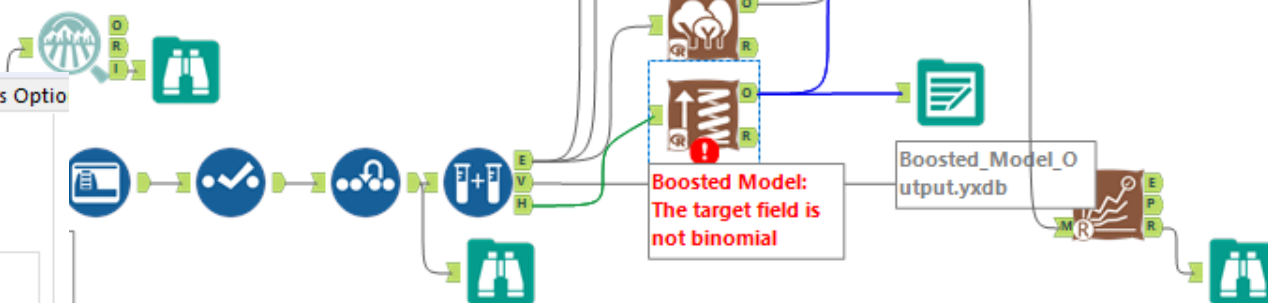 O
R
I
s Optio
O
R
R
O
R
R
E
V
H
Boosted Model:
The target field is
not binomial
Boosted_Model_O
utput.yxdb
M
R
E
P
R